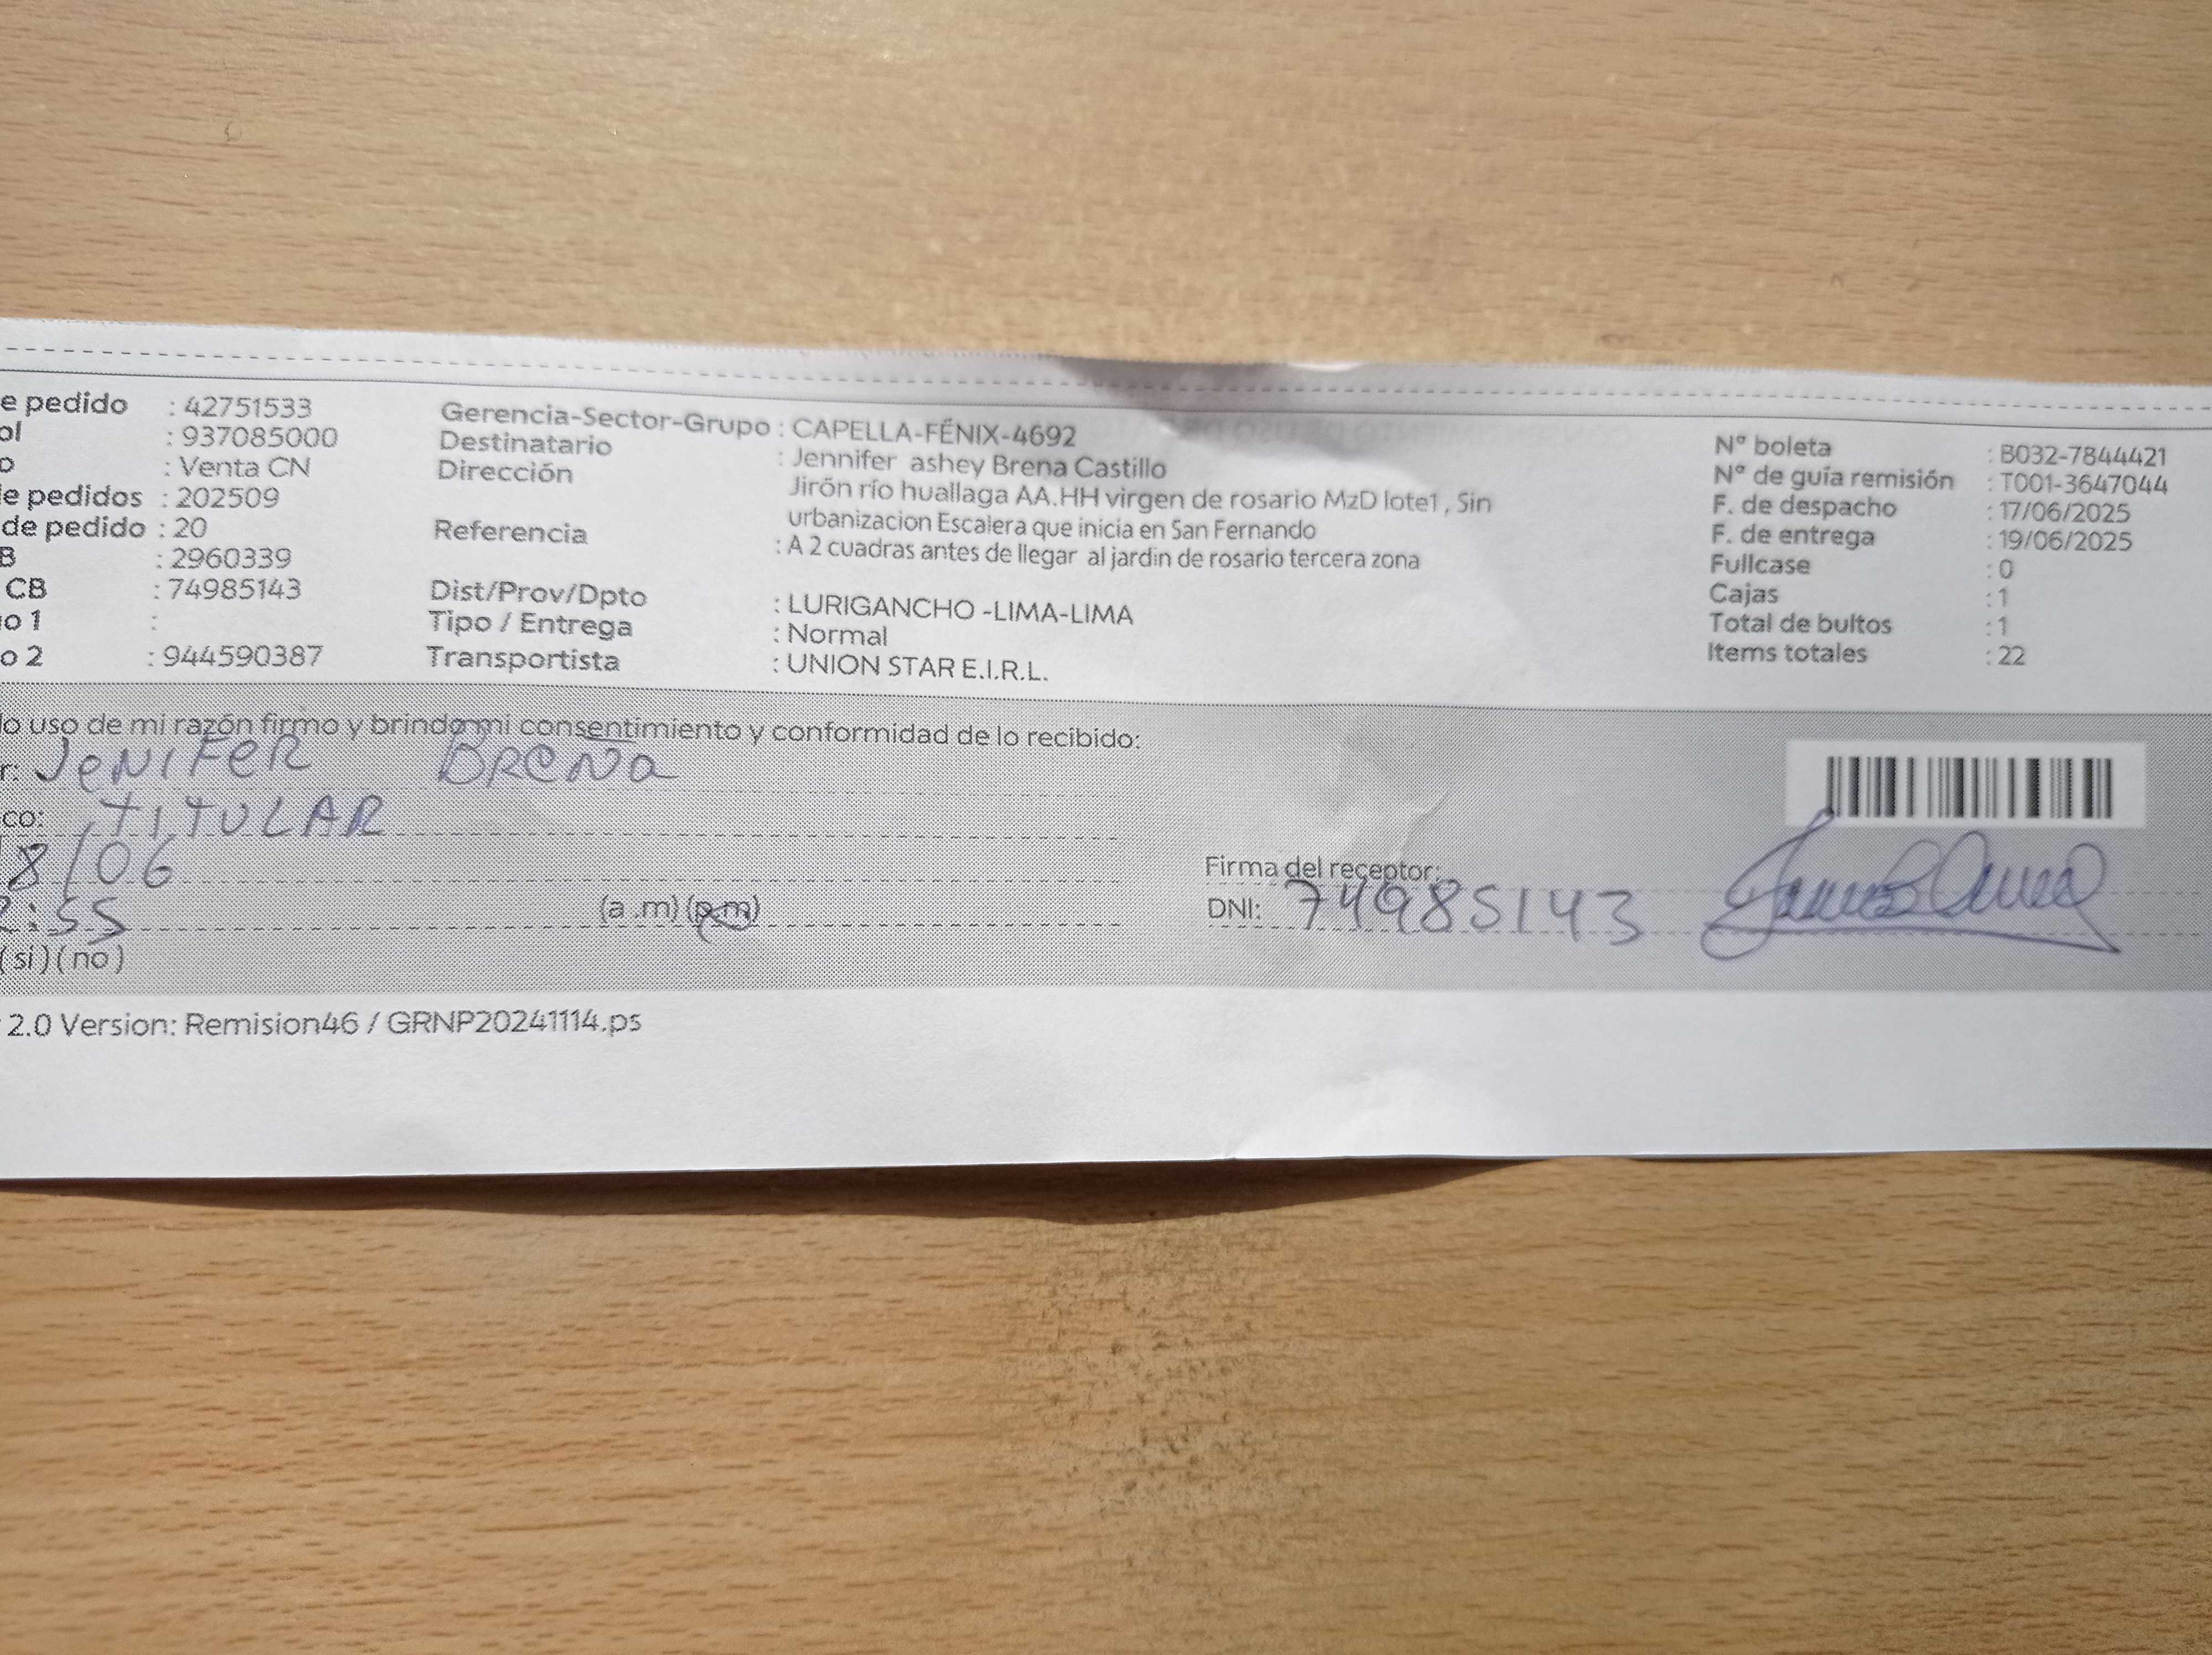 e pedido : 42751533
ol : 937085000
o : Venta CN
e pedidos : 202509
de pedido : 20
B : 2960339
CB : 74985143
o 1 :
o 2 : 944590387
Gerencia-Sector-Grupo : CAPELLA-FÉNIX-4692
Destinatario : Jennifer ashey Brena Castillo
Dirección Jirón río huallaga AA.HH virgen de rosario MzD lote1 , Sin
urbanizacion Escalera que inicia en San Fernando
Referencia : A 2 cuadras antes de llegar al jardin de rosario tercera zona
Dist/Prov/Dpto : LURIGANCHO -LIMA-LIMA
Tipo / Entrega : Normal
Transportista : UNION STAR E.I.R.L.
N° boleta : B032-7844421
N° de guía remisión : T001-3647044
F. de despacho : 17/06/2025
F. de entrega : 19/06/2025
Fullcase : 0
Cajas : 1
Total de bultos : 1
Items totales : 22
do uso de mi razón firmo y brindo mi consentimiento y conformidad de lo recibido:
r: JeNIFeR BReNa
co: TITULAR
8/06
2:55 (a .m) (p.m)
(si) (no)
Firma del receptor:
DNI: 74985143
2.0 Version: Remision46 / GRNP20241114.ps